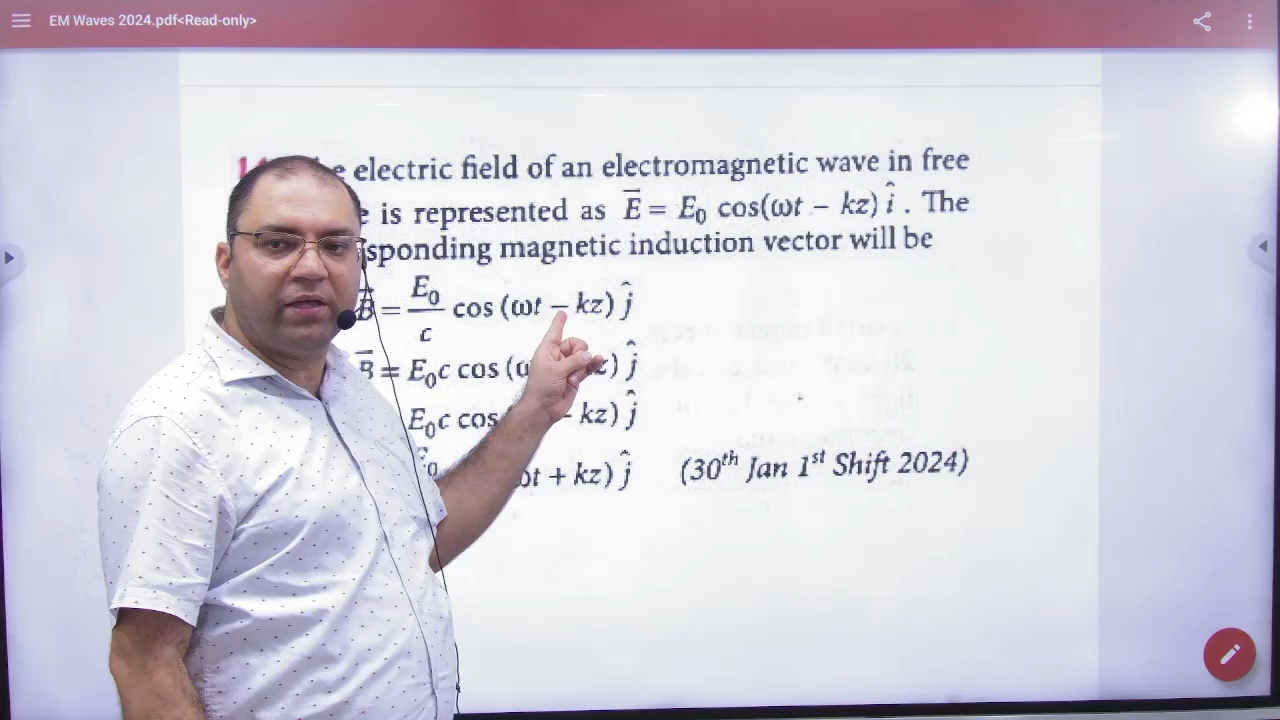 EM Waves 2024.pdf<Read-only>
electric field of an electromagnetic wave in free
is represented as E⃗ = E₀ cos(ωt − kz) î . The
sponding magnetic induction vector will be
B⃗ = E₀/c cos (ωt − kz) ĵ
= E₀c cos z) ĵ
E₀c cos − kz) ĵ
t + kz) ĵ (30th Jan 1st Shift 2024)